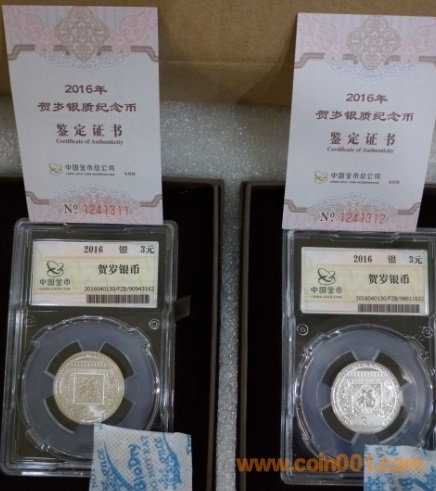 2016年
贺岁银质纪念币
鉴定证书
Certificate of Authenticity
中国金币总公司
№ 1241311
2016 银 3元
中国金币
贺岁银币
福
2016年
贺岁银质纪念币
鉴定证书
Certificate of Authenticity
中国金币总公司
№ 1241312
2016 银 3元
中国金币
贺岁银币
福
www.coin001.com